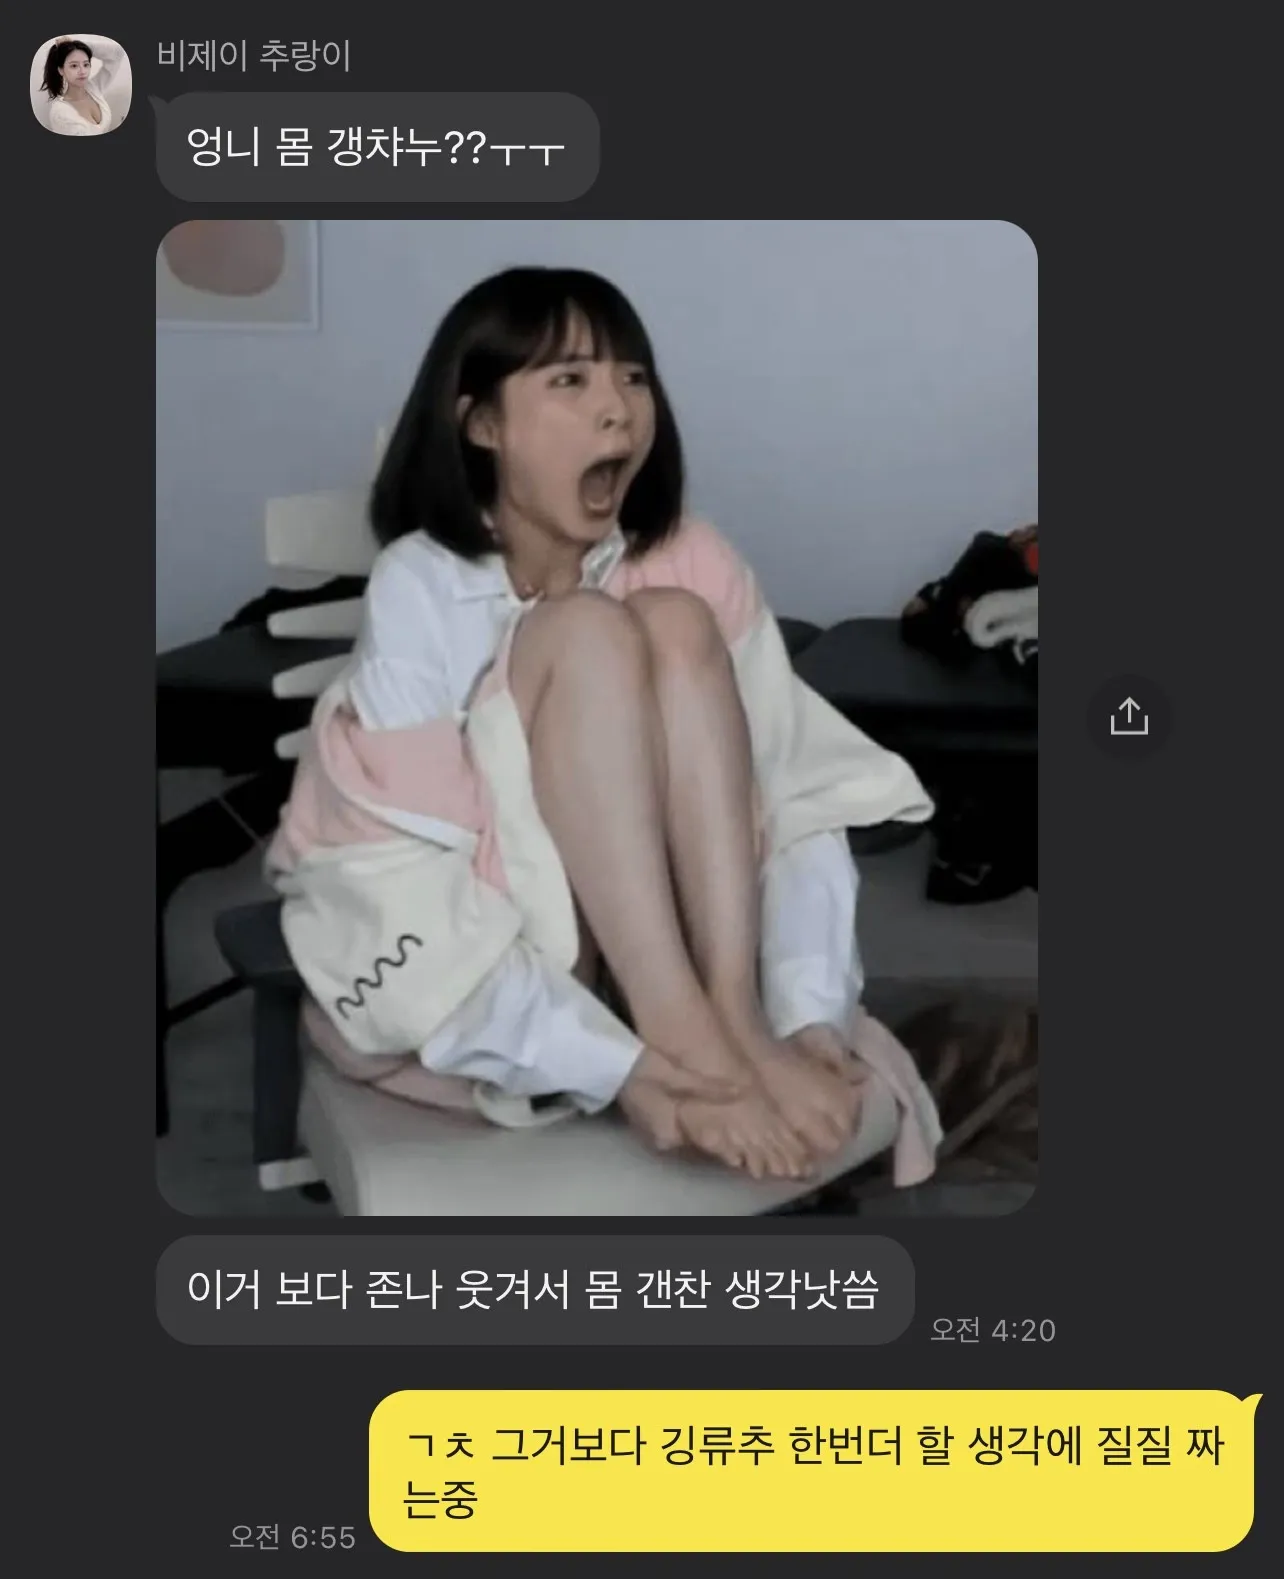 비제이 추랑이
엉니 몸 갱챠누??ㅜㅜ
이거 보다 존나 웃겨서 몸 갠찬 생각낫씀
오전 4:20
ㄱㅊ 그거보다 깅류추 한번더 할 생각에 질질 짜
는중
오전 6:55